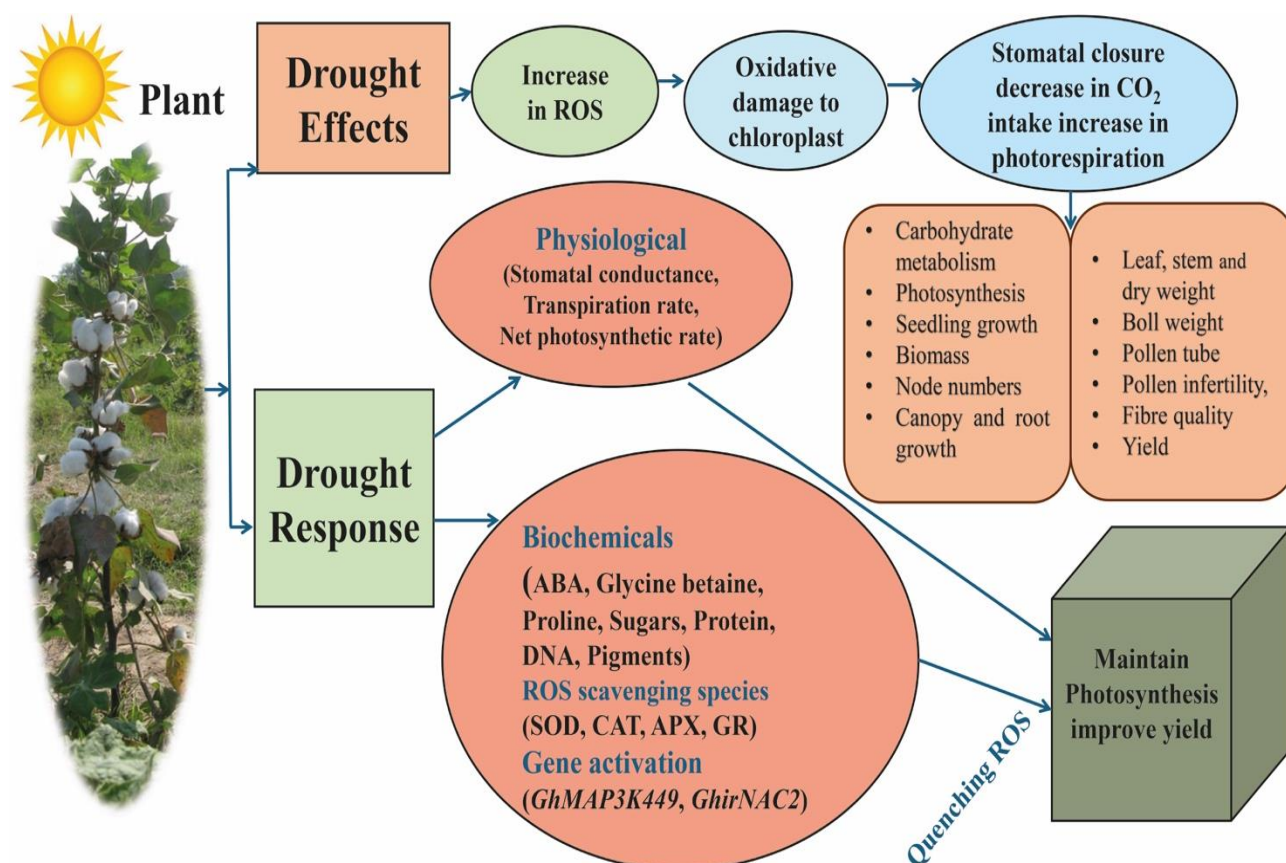 Plant
Drought
Effects
Increase
in ROS
Oxidative
damage to
chloroplast
Stomatal closure
decrease in CO₂
intake increase in
photorespiration
• Carbohydrate
metabolism
• Photosynthesis
• Seedling growth
• Biomass
• Node numbers
• Canopy and root
growth
• Leaf, stem and
dry weight
• Boll weight
• Pollen tube
• Pollen infertility,
• Fibre quality
• Yield
Physiological
(Stomatal conductance,
Transpiration rate,
Net photosynthetic rate)
Drought
Response
Biochemicals
(ABA, Glycine betaine,
Proline, Sugars, Protein,
DNA, Pigments)
ROS scavenging species
(SOD, CAT, APX, GR)
Gene activation
(GhMAP3K449, GhirNAC2)
Quenching ROS
Maintain
Photosynthesis
improve yield